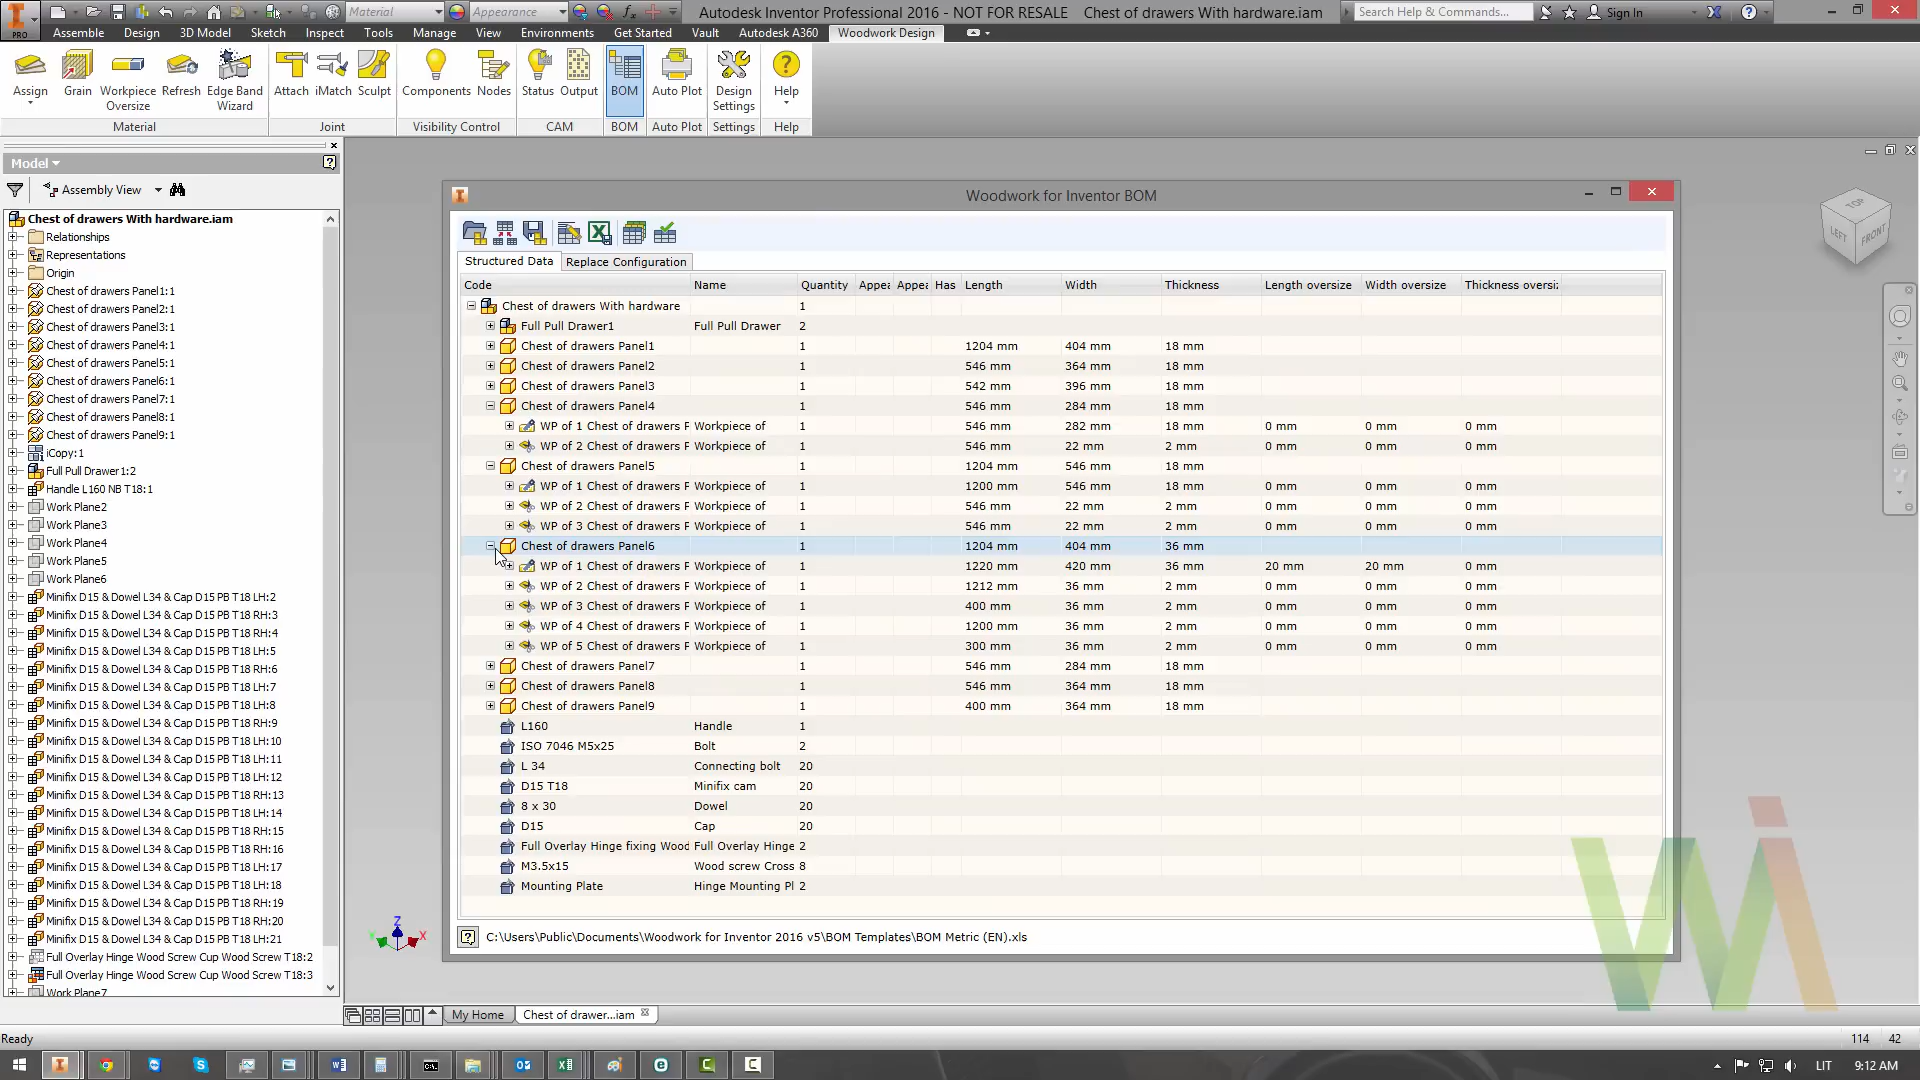 PRO
Material
Appearance
Autodesk Inventor Professional 2016 - NOT FOR RESALE Chest of drawers With hardware.iam
Search Help & Commands...
Sign In
Assembly Design 3D Model Sketch Inspect Tools Manage View Environments Get Started Vault Autodesk A360 Woodwork Design
Assign Grain Workpiece Oversize Refresh Edge Band Wizard Attach iMatch Sculpt Components Nodes Status Output BOM Auto Plot Design Settings Help
Material Joint Visibility Control CAM BOM Auto Plot Settings Help
Model
Assembly View
Chest of drawers With hardware.iam
Relationships
Representations
Origin
Chest of drawers Panel1:1
Chest of drawers Panel2:1
Chest of drawers Panel3:1
Chest of drawers Panel4:1
Chest of drawers Panel5:1
Chest of drawers Panel6:1
Chest of drawers Panel7:1
Chest of drawers Panel8:1
Chest of drawers Panel9:1
iCopy:1
Full Pull Drawer1:2
Handle L160 NB T18:1
Work Plane2
Work Plane3
Work Plane4
Work Plane5
Work Plane6
Minifix D15 & Dowel L34 & Cap D15 PB T18 LH:2
Minifix D15 & Dowel L34 & Cap D15 PB T18 RH:3
Minifix D15 & Dowel L34 & Cap D15 PB T18 RH:4
Minifix D15 & Dowel L34 & Cap D15 PB T18 LH:5
Minifix D15 & Dowel L34 & Cap D15 PB T18 RH:6
Minifix D15 & Dowel L34 & Cap D15 PB T18 LH:7
Minifix D15 & Dowel L34 & Cap D15 PB T18 LH:8
Minifix D15 & Dowel L34 & Cap D15 PB T18 RH:9
Minifix D15 & Dowel L34 & Cap D15 PB T18 LH:10
Minifix D15 & Dowel L34 & Cap D15 PB T18 LH:11
Minifix D15 & Dowel L34 & Cap D15 PB T18 LH:12
Minifix D15 & Dowel L34 & Cap D15 PB T18 RH:13
Minifix D15 & Dowel L34 & Cap D15 PB T18 LH:14
Minifix D15 & Dowel L34 & Cap D15 PB T18 RH:15
Minifix D15 & Dowel L34 & Cap D15 PB T18 RH:16
Minifix D15 & Dowel L34 & Cap D15 PB T18 LH:17
Minifix D15 & Dowel L34 & Cap D15 PB T18 LH:18
Minifix D15 & Dowel L34 & Cap D15 PB T18 RH:19
Minifix D15 & Dowel L34 & Cap D15 PB T18 RH:20
Minifix D15 & Dowel L34 & Cap D15 PB T18 LH:21
Full Overlay Hinge Wood Screw Cup Wood Screw T18:2
Full Overlay Hinge Wood Screw Cup Wood Screw T18:3
Work Plane7
Woodwork for Inventor BOM
Structured Data Replace Configuration
Code Name Quantity Appea Appea Has Length Width Thickness Length oversize Width oversize Thickness oversi:
Chest of drawers With hardware 1
Full Pull Drawer1 Full Pull Drawer 2
Chest of drawers Panel1 1 1204 mm 404 mm 18 mm
Chest of drawers Panel2 1 546 mm 364 mm 18 mm
Chest of drawers Panel3 1 542 mm 396 mm 18 mm
Chest of drawers Panel4 1 546 mm 284 mm 18 mm
WP of 1 Chest of drawers P Workpiece of 1 546 mm 282 mm 18 mm 0 mm 0 mm 0 mm
WP of 2 Chest of drawers P Workpiece of 1 546 mm 22 mm 2 mm 0 mm 0 mm 0 mm
Chest of drawers Panel5 1 1204 mm 546 mm 18 mm
WP of 1 Chest of drawers P Workpiece of 1 1200 mm 546 mm 18 mm 0 mm 0 mm 0 mm
WP of 2 Chest of drawers P Workpiece of 1 546 mm 22 mm 2 mm 0 mm 0 mm 0 mm
WP of 3 Chest of drawers P Workpiece of 1 546 mm 22 mm 2 mm 0 mm 0 mm 0 mm
Chest of drawers Panel6 1 1204 mm 404 mm 36 mm
WP of 1 Chest of drawers P Workpiece of 1 1220 mm 420 mm 36 mm 20 mm 20 mm 0 mm
WP of 2 Chest of drawers P Workpiece of 1 1212 mm 36 mm 2 mm 0 mm 0 mm 0 mm
WP of 3 Chest of drawers P Workpiece of 1 400 mm 36 mm 2 mm 0 mm 0 mm 0 mm
WP of 4 Chest of drawers P Workpiece of 1 1200 mm 36 mm 2 mm 0 mm 0 mm 0 mm
WP of 5 Chest of drawers P Workpiece of 1 300 mm 36 mm 2 mm 0 mm 0 mm 0 mm
Chest of drawers Panel7 1 546 mm 284 mm 18 mm
Chest of drawers Panel8 1 546 mm 364 mm 18 mm
Chest of drawers Panel9 1 400 mm 364 mm 18 mm
L160 Handle 1
ISO 7046 M5x25 Bolt 2
L 34 Connecting bolt 20
D15 T18 Minifix cam 20
8 x 30 Dowel 20
D15 Cap 20
Full Overlay Hinge fixing Wood Full Overlay Hinge 2
M3.5x15 Wood screw Cross 8
Mounting Plate Hinge Mounting Pl 2
C:\Users\Public\Documents\Woodwork for Inventor 2016 v5\BOM Templates\BOM Metric (EN).xls
TOP
LEFT
FRONT
Z
Y
X
My Home Chest of drawer...iam
Ready
114 42
LIT 9:12 AM